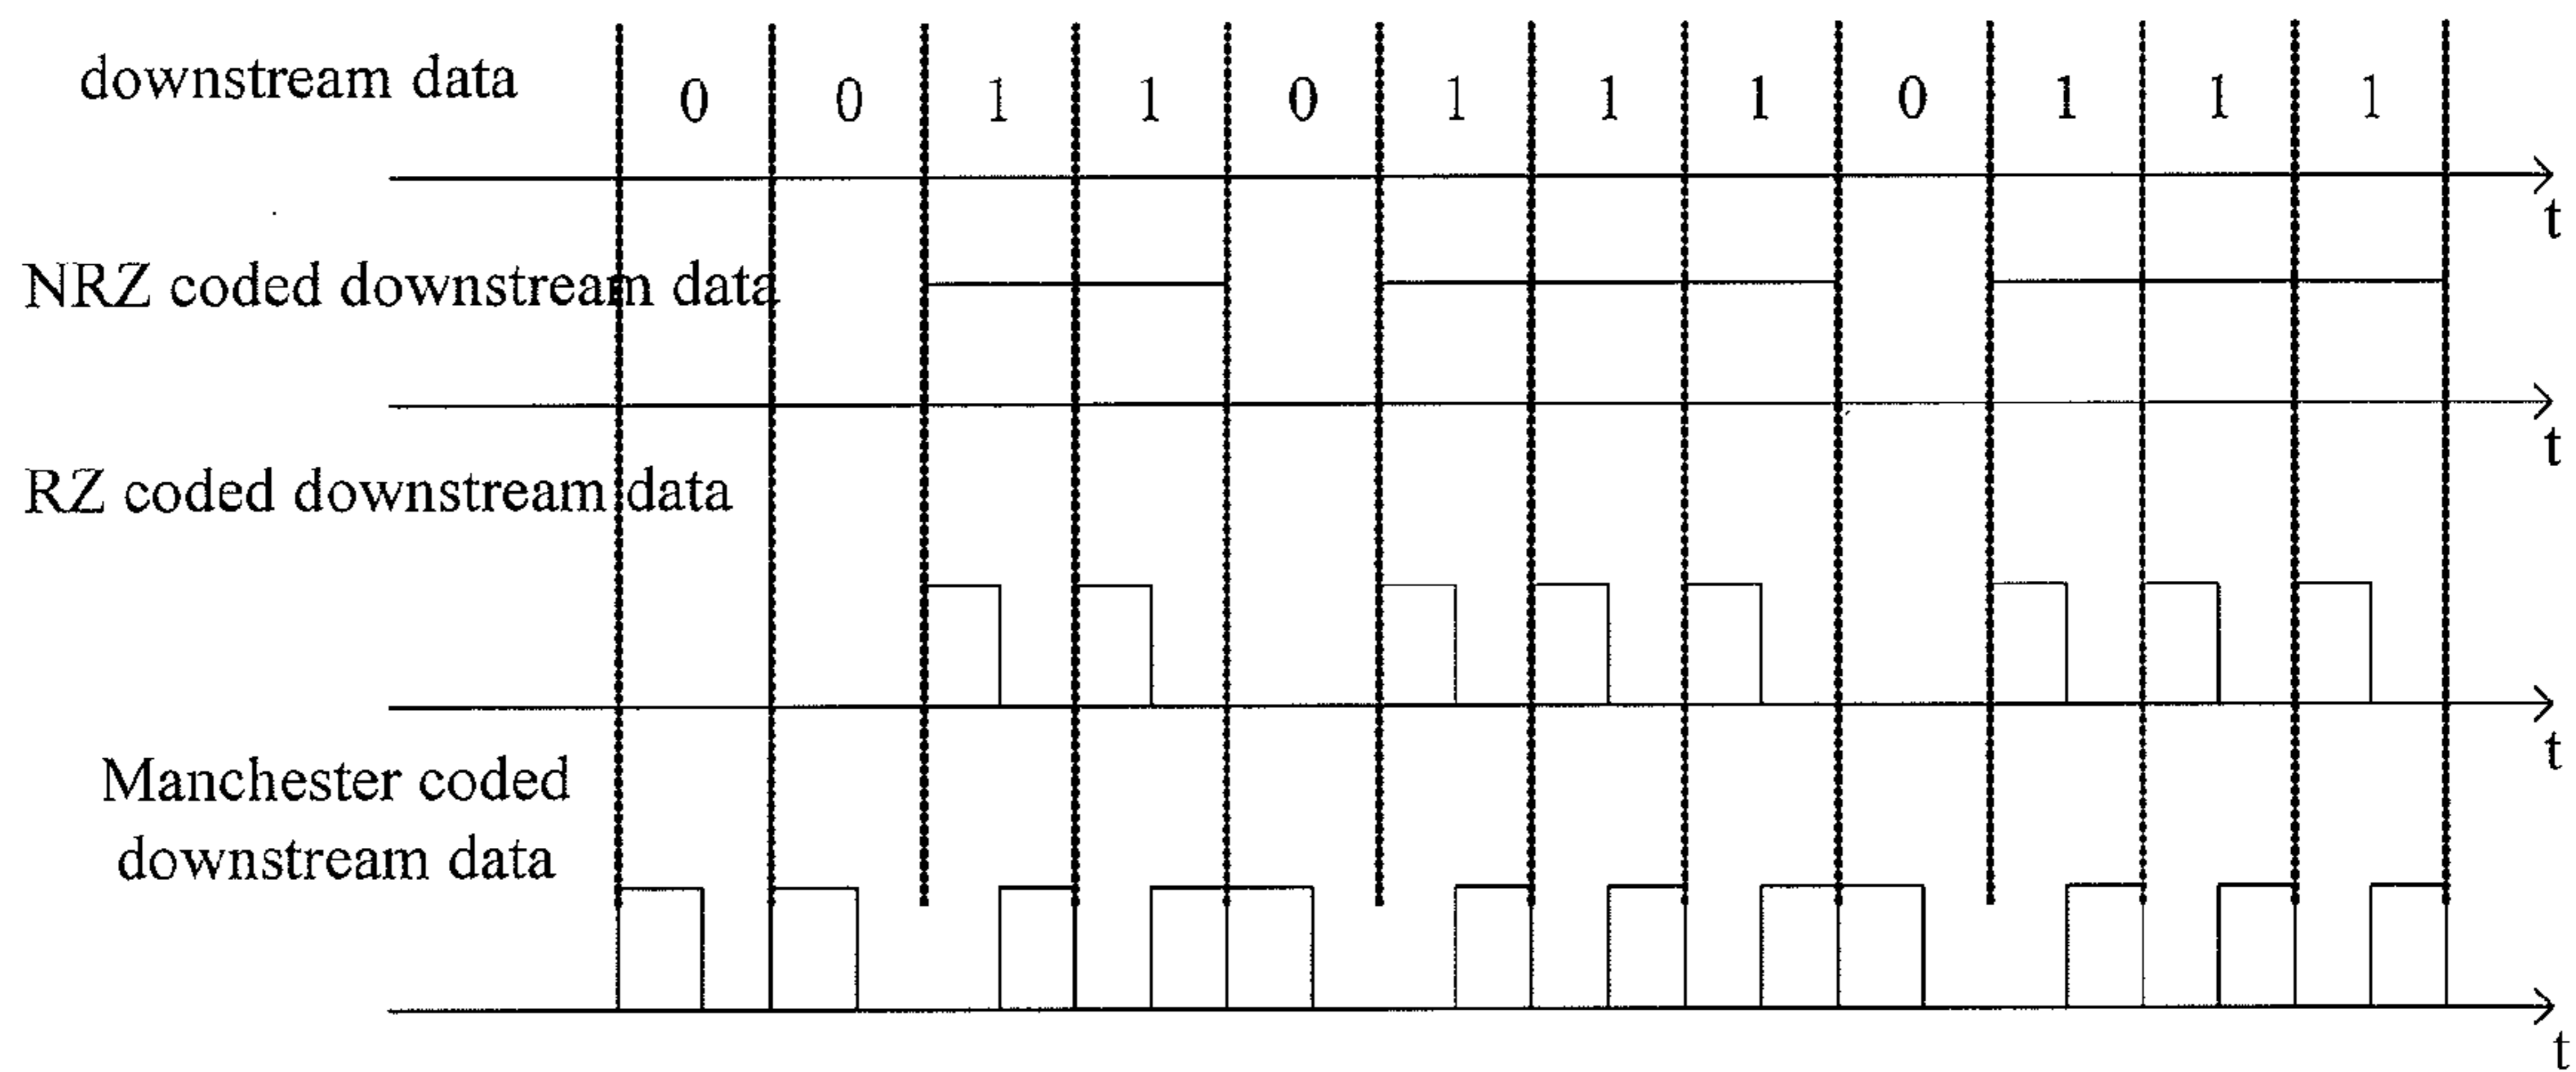 downstream data
0 0 1 1 0 1 1 1 0 1 1 1
t
NRZ coded downstream data
t
RZ coded downstream data
t
Manchester coded
downstream data
t